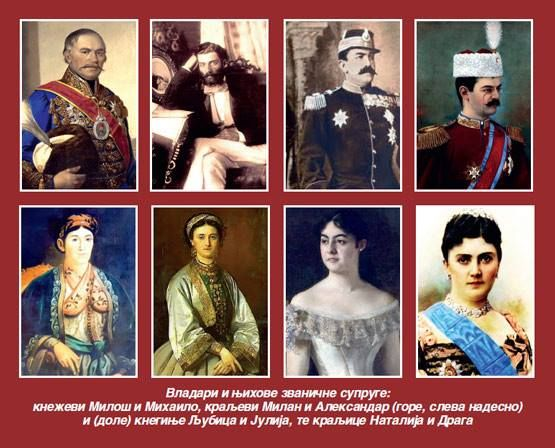 Владари и њихове званичне супруге:
кнежеви Милош и Михаило, краљеви Милан и Александар (горе, слева надесно)
и (доле) кнегиње Љубица и Јулија, те краљице Наталија и Драга